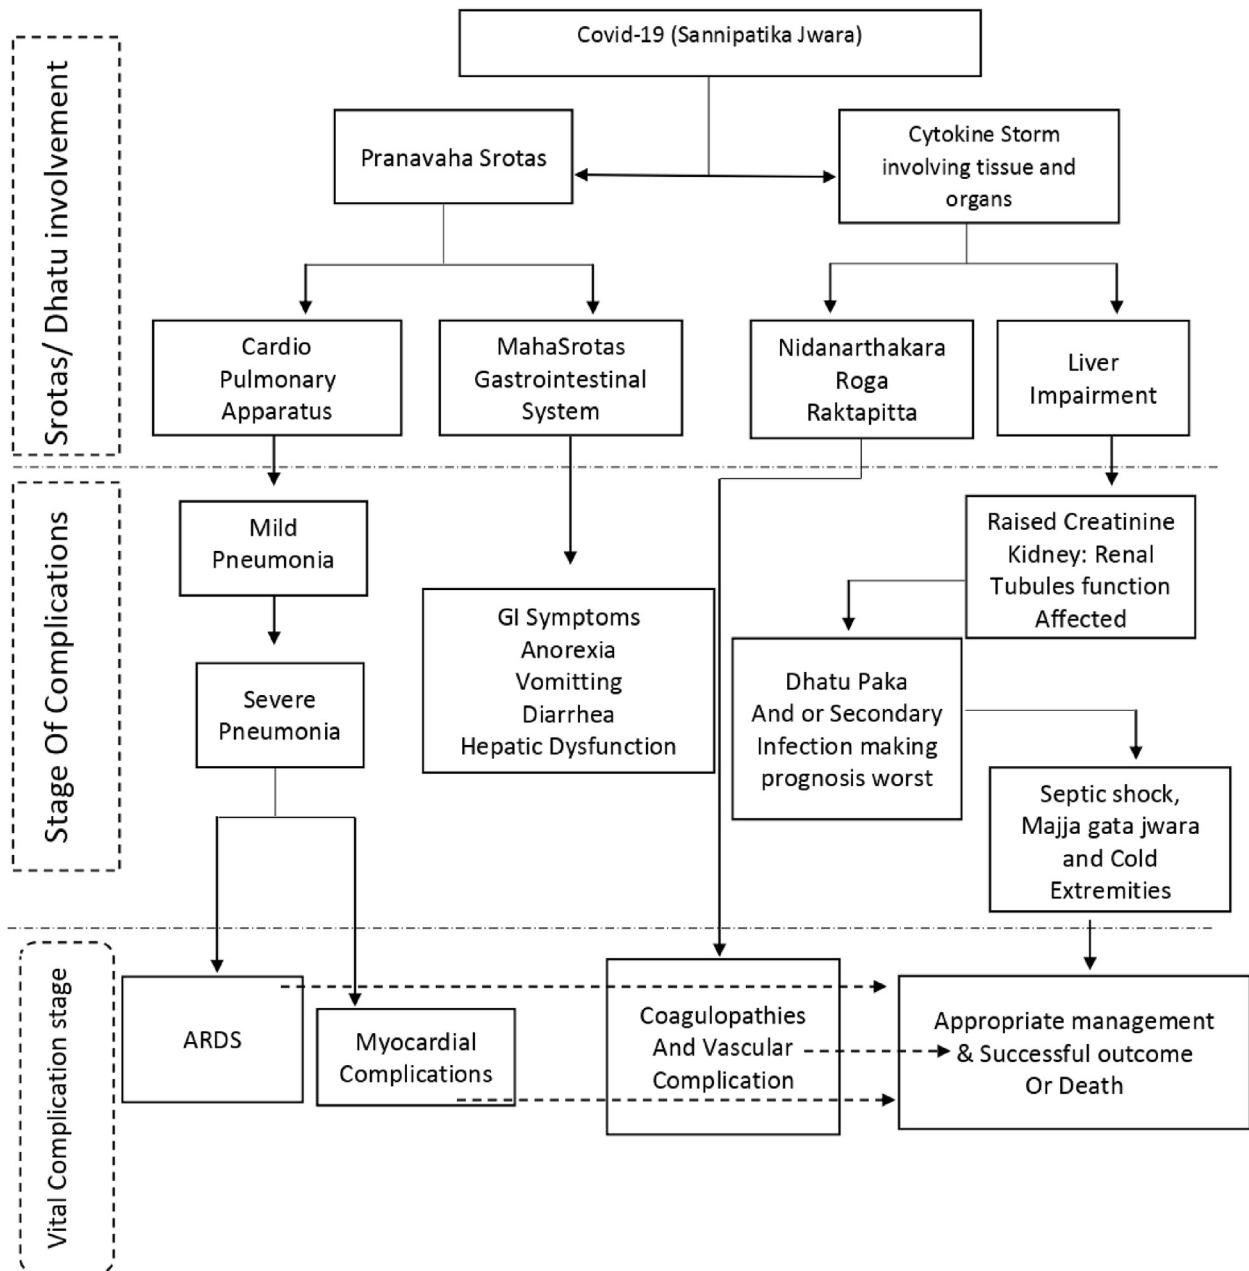 Covid-19 (Sannipatika Jwara)
Srotas/ Dhatu involvement
Pranavaha Srotas
Cytokine Storm
involving tissue and
organs
Cardio
Pulmonary
Apparatus
MahaSrotas
Gastrointestinal
System
Nidanarthakara
Roga
Raktapitta
Liver
Impairment
Stage Of Complications
Mild
Pneumonia
Raised Creatinine
Kidney: Renal
Tubules function
Affected
GI Symptoms
Anorexia
Vomitting
Diarrhea
Hepatic Dysfunction
Severe
Pneumonia
Dhatu Paka
And or Secondary
Infection making
prognosis worst
Septic shock,
Majja gata jwara
and Cold
Extremities
Vital Complication stage
ARDS
Myocardial
Complications
Coagulopathies
And Vascular
Complication
Appropriate management
& Successful outcome
Or Death